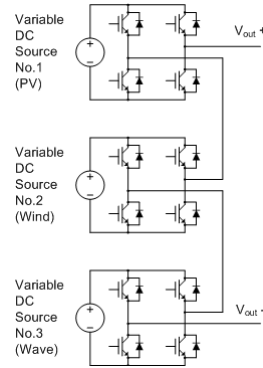 Variable
DC
Source
No.1
(PV)
Vout +
Variable
DC
Source
No.2
(Wind)
Variable
DC
Source
No.3
(Wave)
Vout -